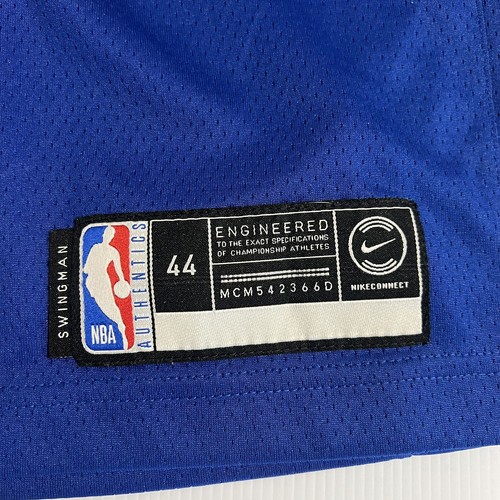 SWINGMAN
NBA
AUTHENTICS
44
ENGINEERED
TO THE EXACT SPECIFICATIONS
OF CHAMPIONSHIP ATHLETES
MCM542366D
NIKECONNECT